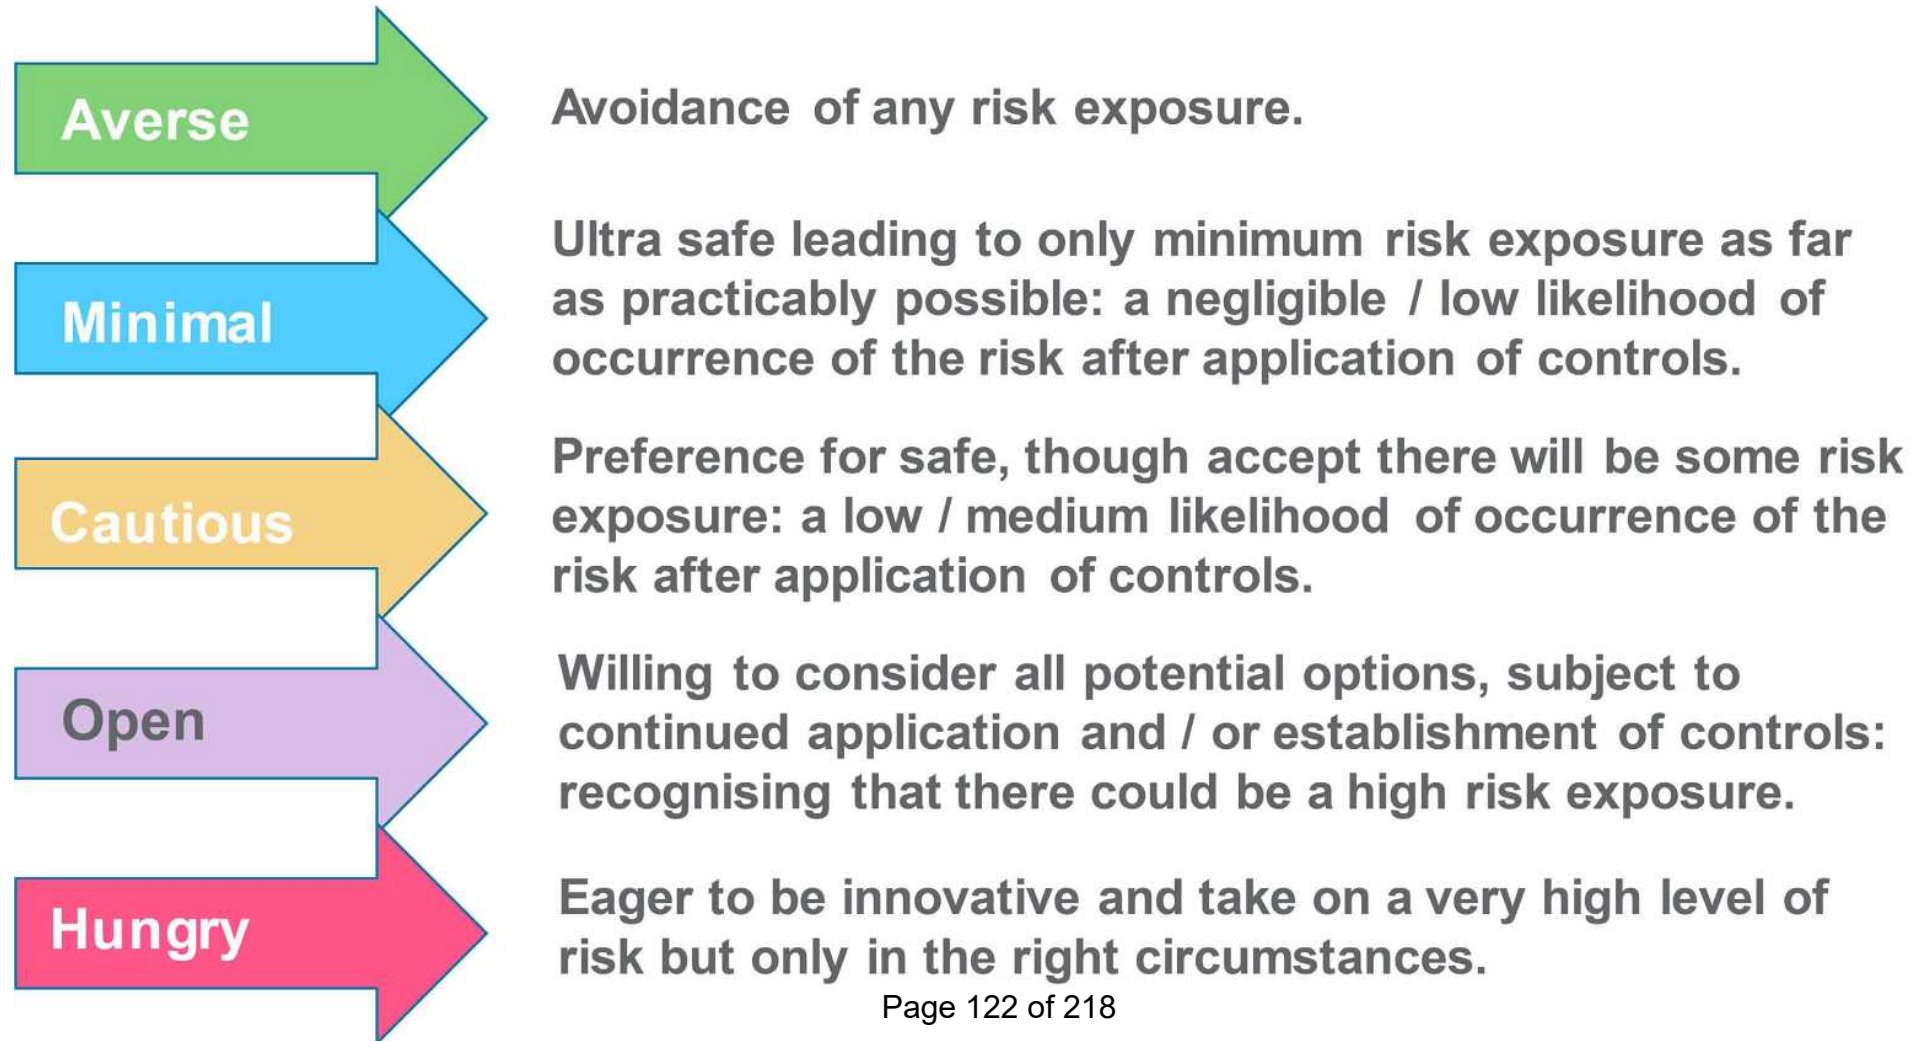 Averse
Avoidance of any risk exposure.
Minimal
Ultra safe leading to only minimum risk exposure as far
as practicably possible: a negligible / low likelihood of
occurrence of the risk after application of controls.
Cautious
Preference for safe, though accept there will be some risk
exposure: a low / medium likelihood of occurrence of the
risk after application of controls.
Open
Willing to consider all potential options, subject to
continued application and / or establishment of controls:
recognising that there could be a high risk exposure.
Hungry
Eager to be innovative and take on a very high level of
risk but only in the right circumstances.
Page 122 of 218